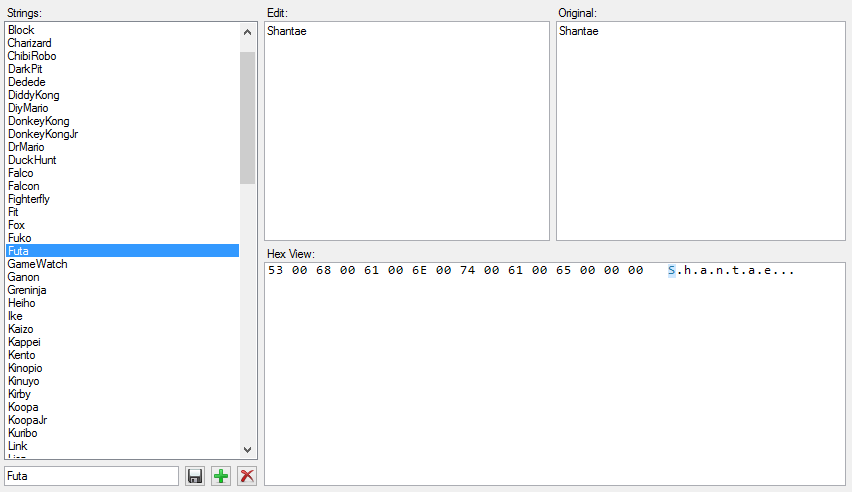 Strings:
Block
Charizard
ChibiRobo
DarkPit
Dedede
DiddyKong
DiyMario
DonkeyKong
DonkeyKongJr
DrMario
DuckHunt
Falco
Falcon
Fighterfly
Fit
Fox
Fuko
Futa
GameWatch
Ganon
Greninja
Heiho
Ike
Kaizo
Kappei
Kento
Kinopio
Kinuyo
Kirby
Koopa
KoopaJr
Kuribo
Link
Futa
Edit:
Shantae
Original:
Shantae
Hex View:
53 00 68 00 61 00 6E 00 74 00 61 00 65 00 00 00 S.h.a.n.t.a.e...